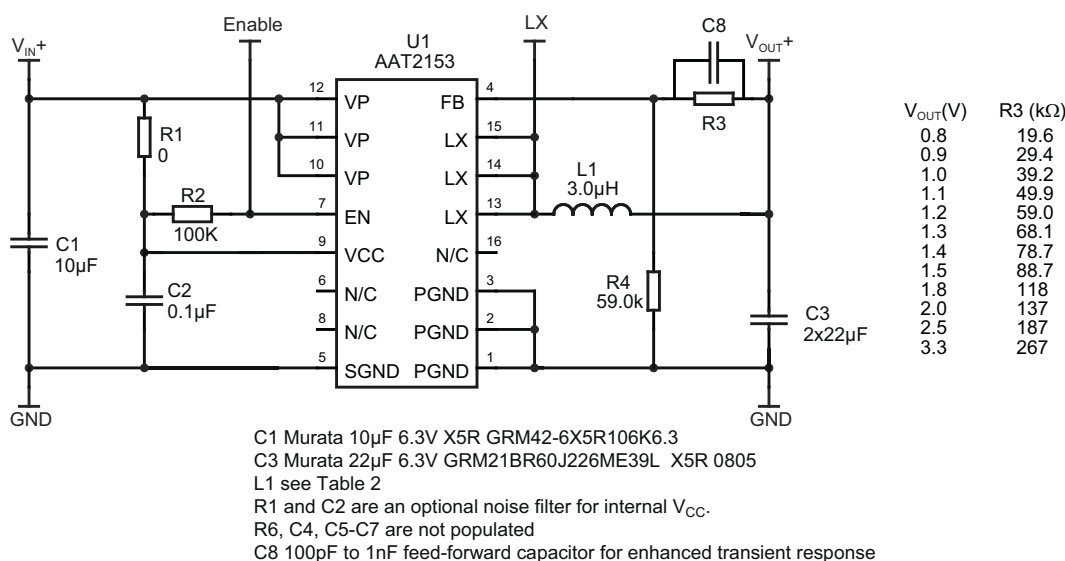 Enable
LX
C8
V_IN+
U1
AAT2153
V_OUT+
12
VP
FB
4
R3
11
VP
LX
15
R1
0
10
VP
LX
14
R2
100K
7
EN
LX
13
L1
3.0µH
C1
10µF
9
VCC
N/C
16
C2
0.1µF
6
N/C
PGND
3
R4
59.0k
8
N/C
PGND
2
C3
2x22µF
5
SGND
PGND
1
GND
GND
V_OUT(V) R3 (kΩ)
0.8 19.6
0.9 29.4
1.0 39.2
1.1 49.9
1.2 59.0
1.3 68.1
1.4 78.7
1.5 88.7
1.8 118
2.0 137
2.5 187
3.3 267
C1 Murata 10µF 6.3V X5R GRM42-6X5R106K6.3
C3 Murata 22µF 6.3V GRM21BR60J226ME39L X5R 0805
L1 see Table 2
R1 and C2 are an optional noise filter for internal V_CC.
R6, C4, C5-C7 are not populated
C8 100pF to 1nF feed-forward capacitor for enhanced transient response